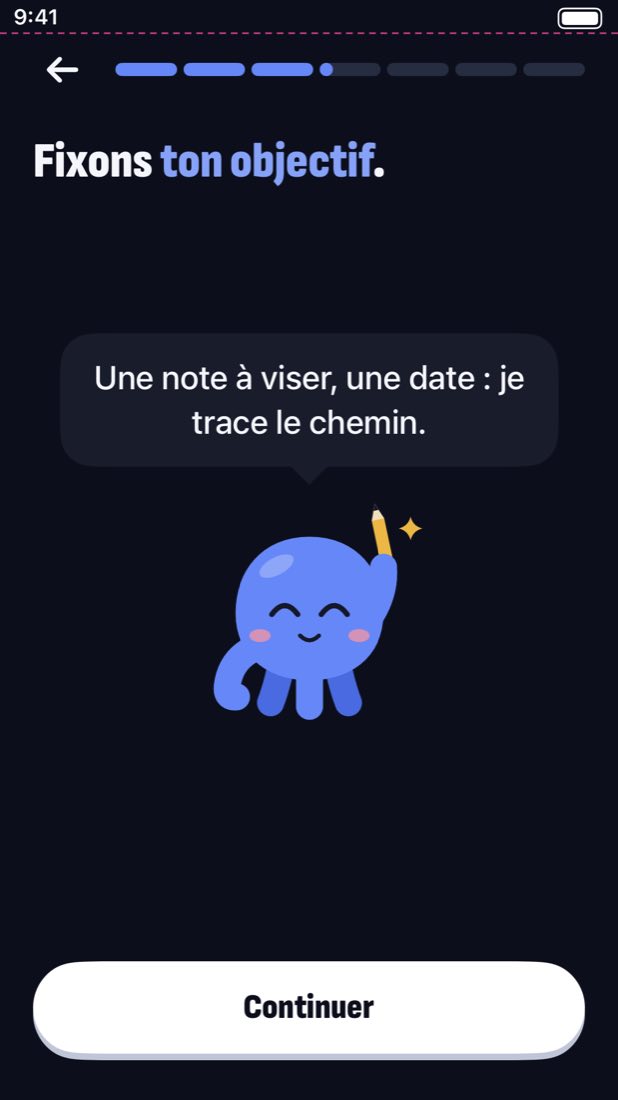 9:41
Fixons ton objectif.
Une note à viser, une date : je
trace le chemin.
Continuer